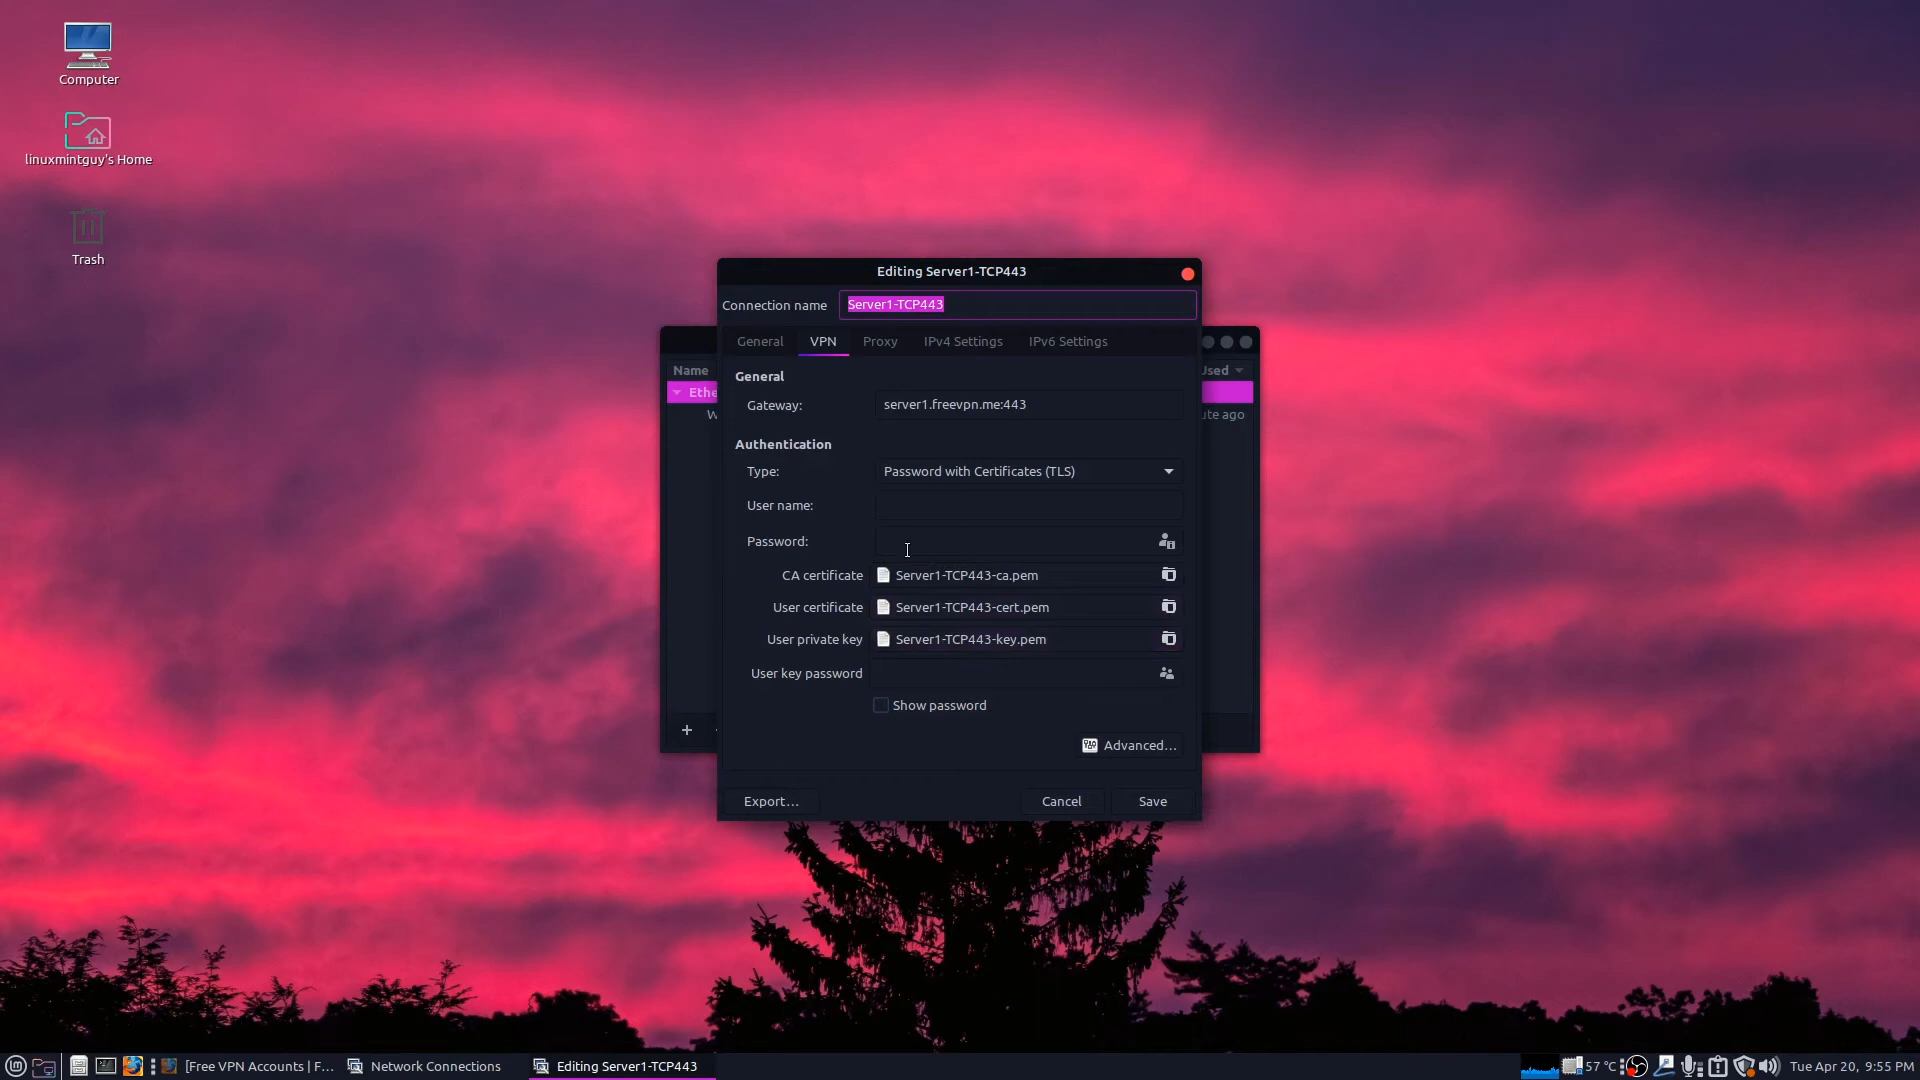 Computer
linuxmintguy's Home
Trash
Editing Server1-TCP443
Connection name
Server1-TCP443
General
VPN
Proxy
IPv4 Settings
IPv6 Settings
Name
Used
Ethe
W
ute ago
General
Gateway:
server1.freevpn.me:443
Authentication
Type:
Password with Certificates (TLS)
User name:
Password:
CA certificate
Server1-TCP443-ca.pem
User certificate
Server1-TCP443-cert.pem
User private key
Server1-TCP443-key.pem
User key password
Show password
Advanced...
Export...
Cancel
Save
[Free VPN Accounts | F...
Network Connections
Editing Server1-TCP443
57 °C
Tue Apr 20, 9:55 PM